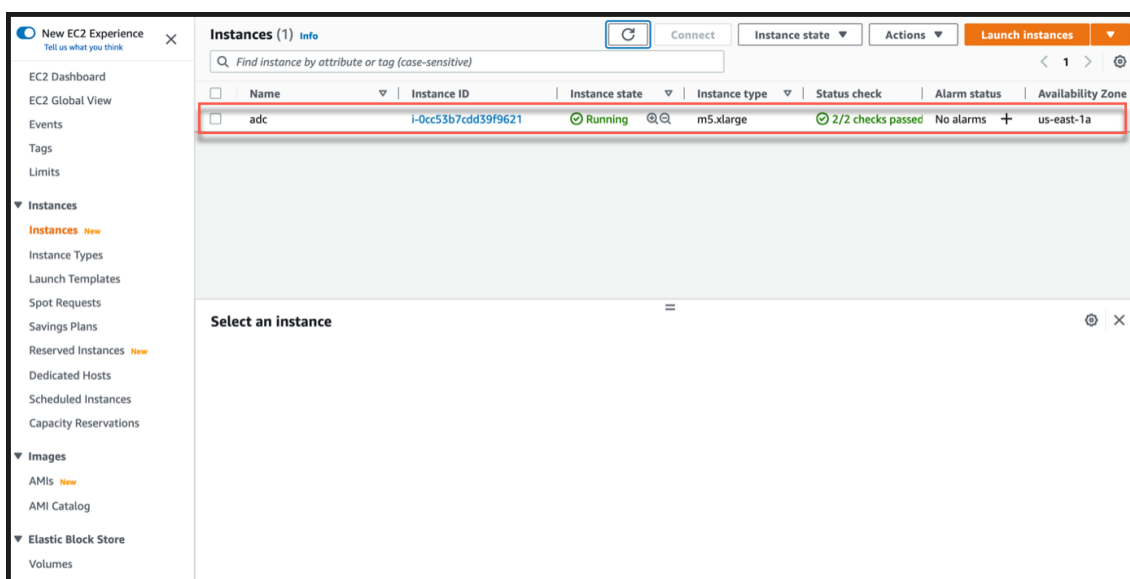 New EC2 Experience
Tell us what you think
EC2 Dashboard
EC2 Global View
Events
Tags
Limits
Instances
Instances New
Instance Types
Launch Templates
Spot Requests
Savings Plans
Reserved Instances New
Dedicated Hosts
Scheduled Instances
Capacity Reservations
Images
AMIs New
AMI Catalog
Elastic Block Store
Volumes
Instances (1) Info
Connect
Instance state
Actions
Launch instances
Find instance by attribute or tag (case-sensitive)
1
Name Instance ID Instance state Instance type Status check Alarm status Availability Zone
adc i-0cc53b7cdd39f9621 Running m5.xlarge 2/2 checks passed No alarms + us-east-1a
Select an instance